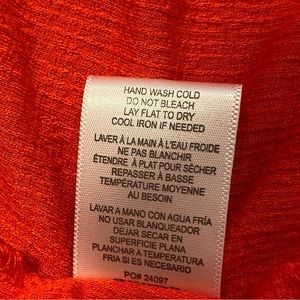 HAND WASH COLD
DO NOT BLEACH
LAY FLAT TO DRY
COOL IRON IF NEEDED
LAVER À LA MAIN À L'EAU FROIDE
NE PAS BLANCHIR
ÉTENDRE À PLAT POUR SÉCHER
REPASSER À BASSE
TEMPÉRATURE MOYENNE
AU BESOIN
LAVAR A MANO CON AGUA FRÍA
NO USAR BLANQUEADOR
DEJAR SECAR EN
SUPERFICIE PLANA
PLANCHAR A TEMPERATURA
FRIA SI ES NECESARIO
PO# 24097